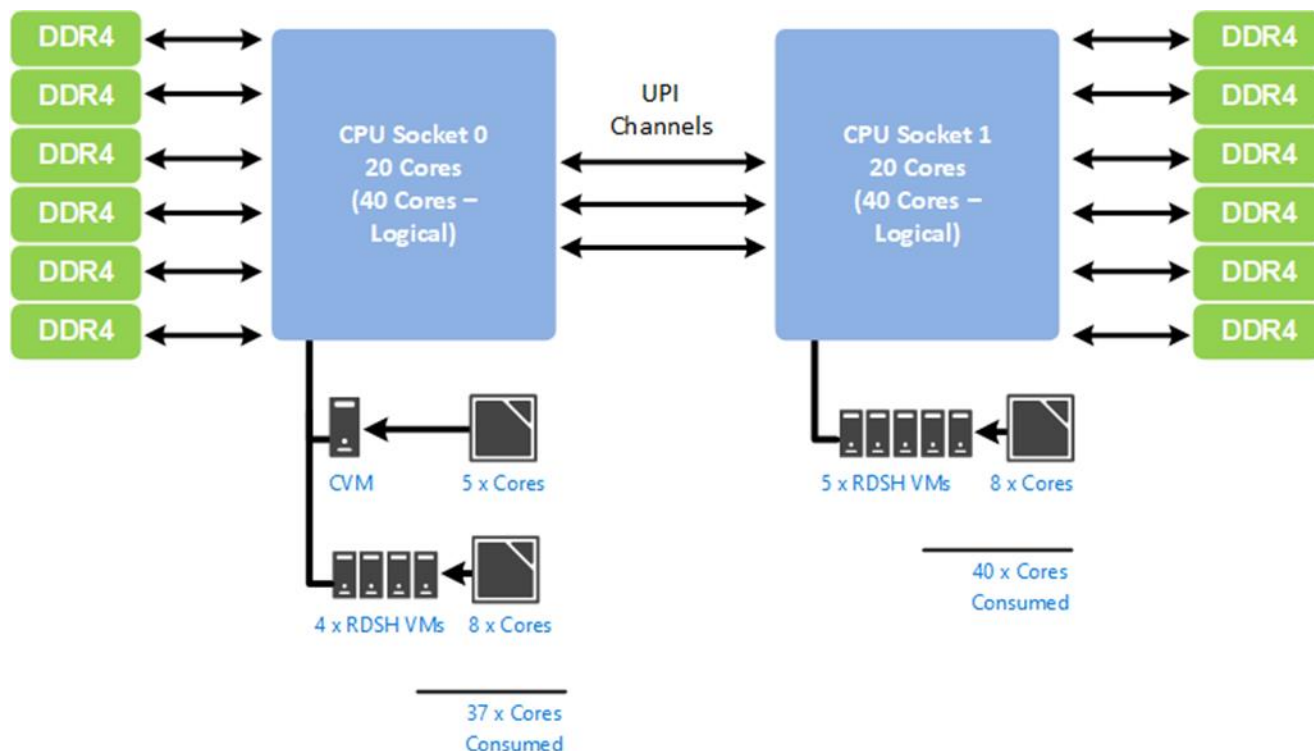 DDR4
DDR4
DDR4
DDR4
DDR4
DDR4
CPU Socket 0
20 Cores
(40 Cores –
Logical)
UPI
Channels
CPU Socket 1
20 Cores
(40 Cores –
Logical)
DDR4
DDR4
DDR4
DDR4
DDR4
DDR4
CVM
5 x Cores
4 x RDSH VMs
8 x Cores
37 x Cores
Consumed
5 x RDSH VMs
8 x Cores
40 x Cores
Consumed